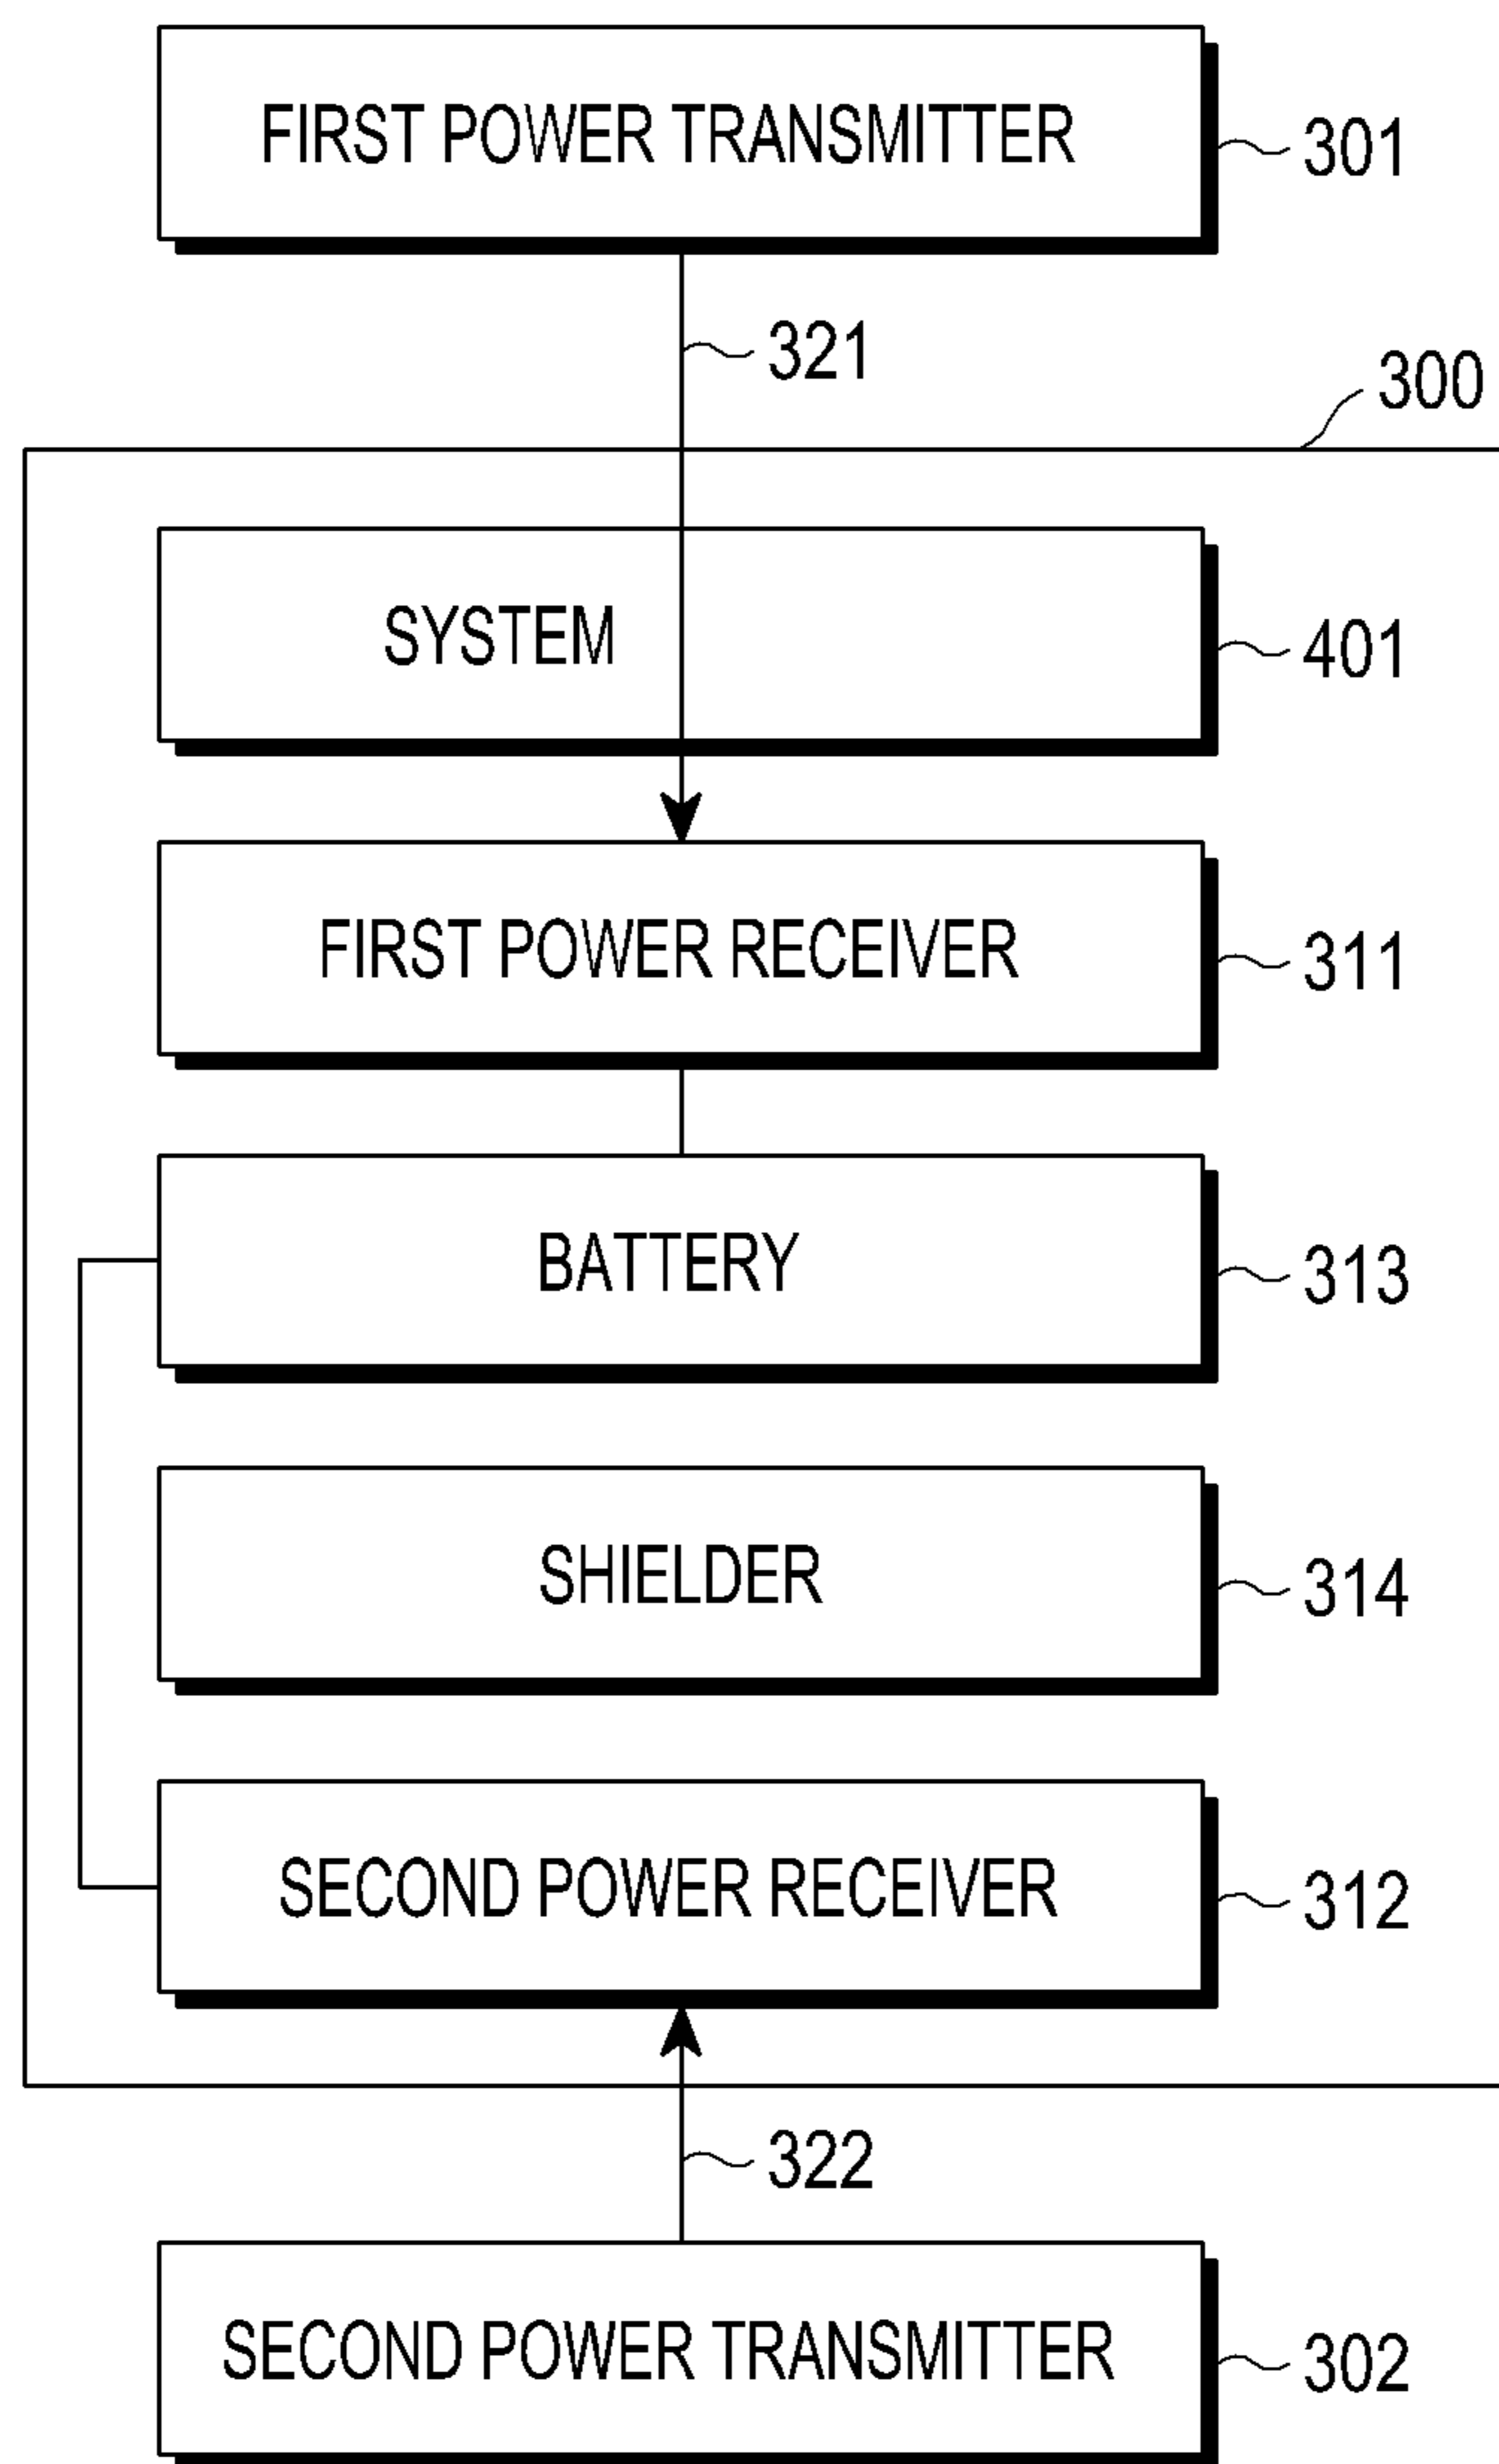 FIRST POWER TRANSMITTER
301
321
300
SYSTEM
401
FIRST POWER RECEIVER
311
BATTERY
313
SHIELDER
314
SECOND POWER RECEIVER
312
322
SECOND POWER TRANSMITTER
302